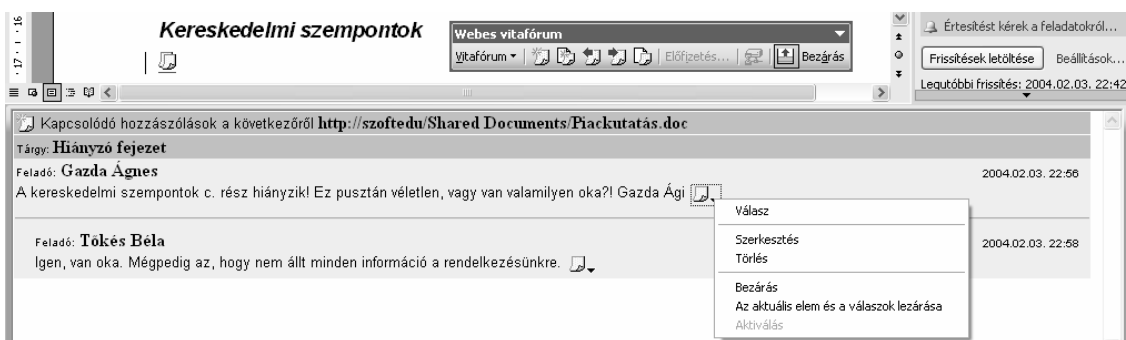 16
17
Kereskedelmi szempontok
Webes vitafórum
Vitafórum
Előfizetés...
Bezárás
Értesítést kérek a feladatokról...
Frissítések letöltése
Beállítások...
Legutóbbi frissítés: 2004.02.03. 22:42
Kapcsolódó hozzászólások a következőről http://szoftedu/Shared Documents/Piackutatás.doc
Tárgy: Hiányzó fejezet
Feladó: Gazda Ágnes 2004.02.03. 22:56
A kereskedelmi szempontok c. rész hiányzik! Ez pusztán véletlen, vagy van valamilyen oka?! Gazda Ági
Feladó: Tőkés Béla 2004.02.03. 22:58
Igen, van oka. Mégpedig az, hogy nem állt minden információ a rendelkezésünkre.
Válasz
Szerkesztés
Törlés
Bezárás
Az aktuális elem és a válaszok lezárása
Aktiválás